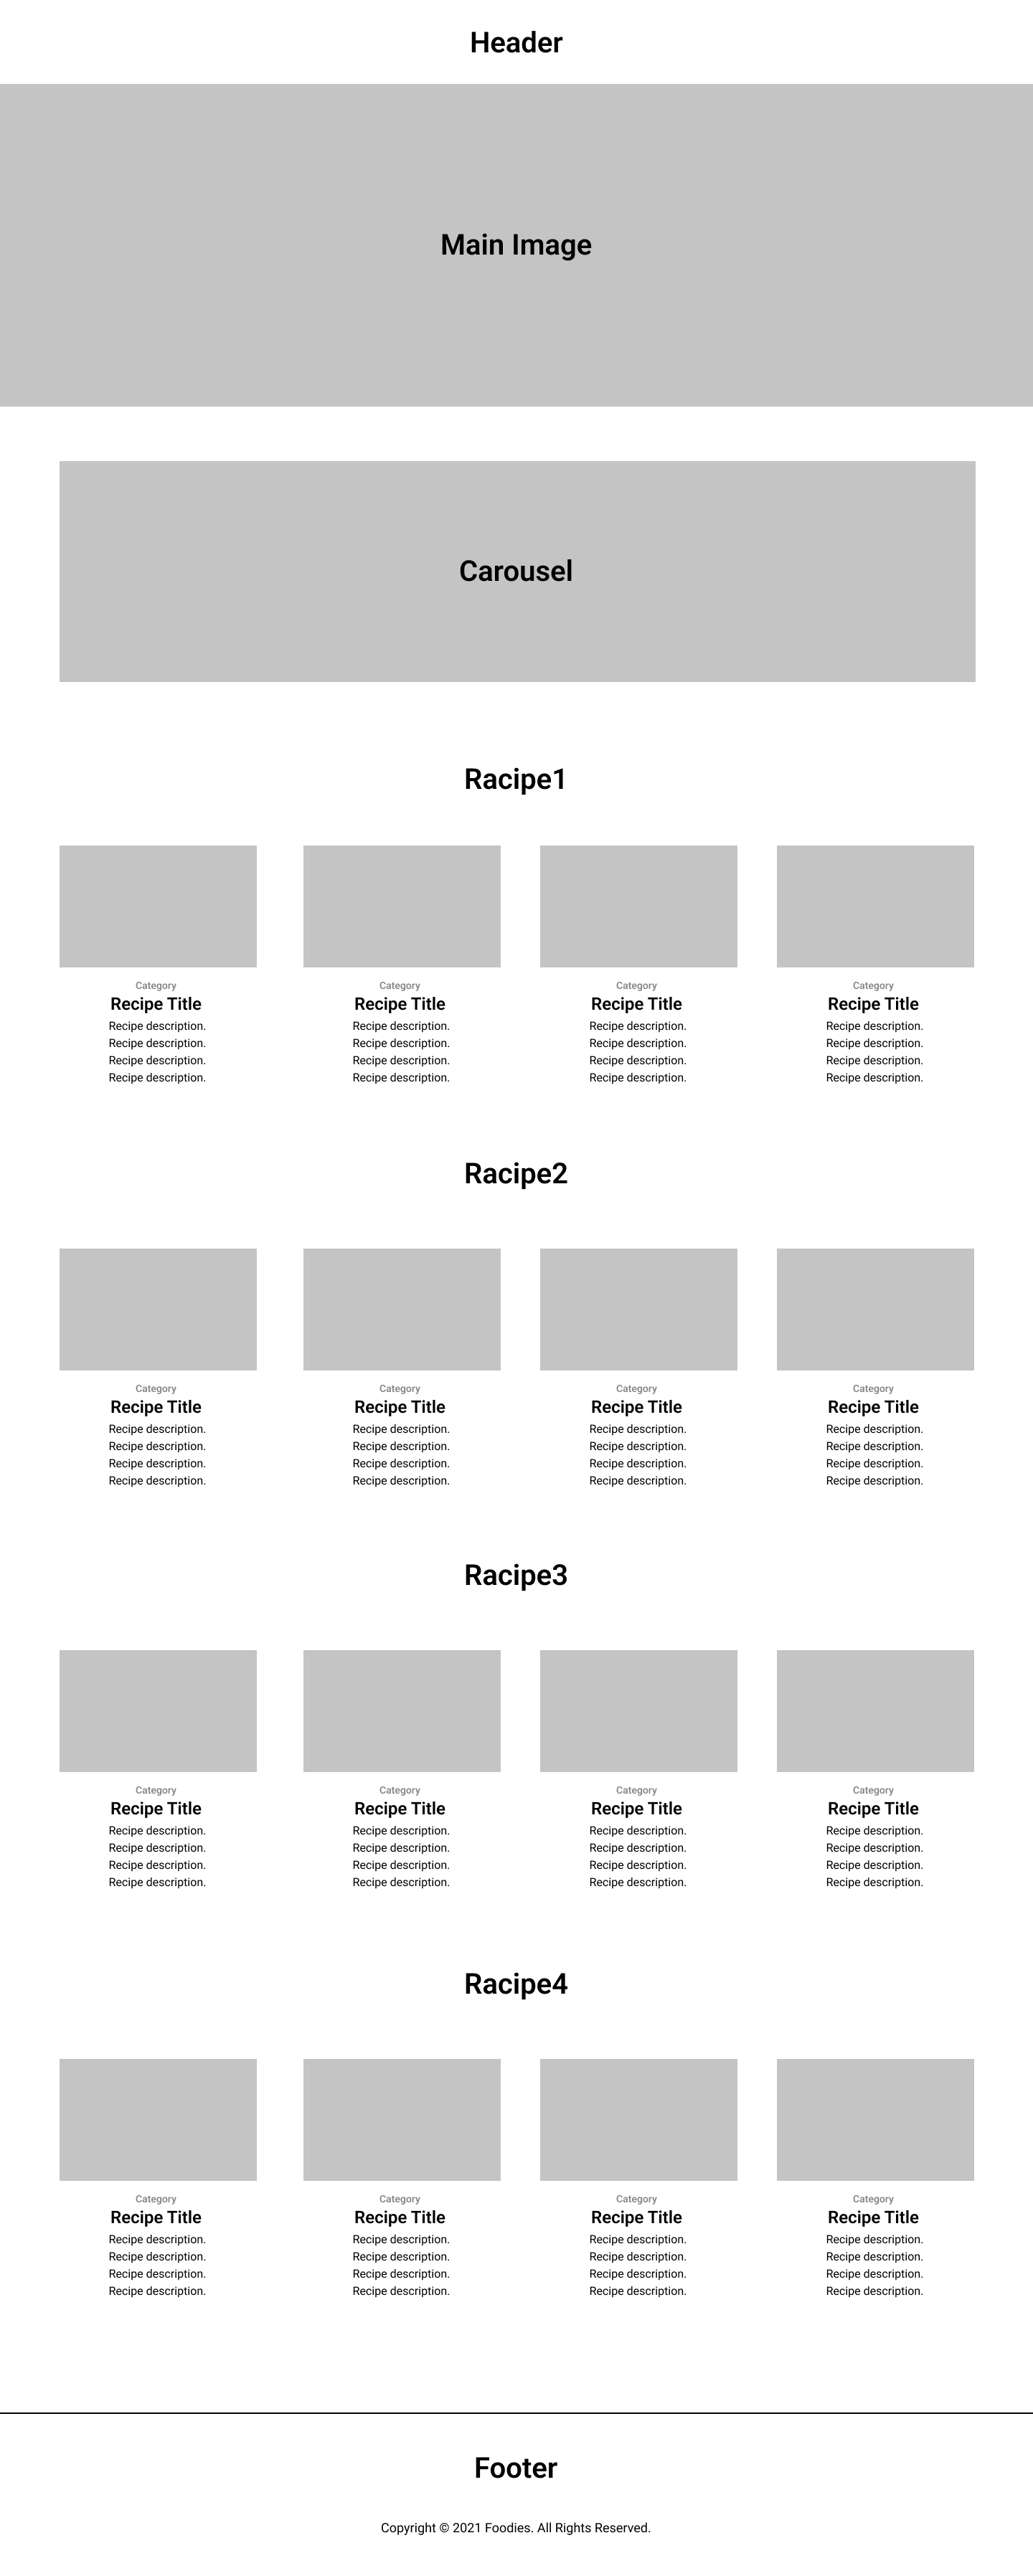 Header
Main Image
Carousel
Racipe1
Category Category Category Category
Recipe Title Recipe Title Recipe Title Recipe Title
Recipe description. Recipe description. Recipe description. Recipe description.
Recipe description. Recipe description. Recipe description. Recipe description.
Recipe description. Recipe description. Recipe description. Recipe description.
Recipe description. Recipe description. Recipe description. Recipe description.
Racipe2
Category Category Category Category
Recipe Title Recipe Title Recipe Title Recipe Title
Recipe description. Recipe description. Recipe description. Recipe description.
Recipe description. Recipe description. Recipe description. Recipe description.
Recipe description. Recipe description. Recipe description. Recipe description.
Recipe description. Recipe description. Recipe description. Recipe description.
Racipe3
Category Category Category Category
Recipe Title Recipe Title Recipe Title Recipe Title
Recipe description. Recipe description. Recipe description. Recipe description.
Recipe description. Recipe description. Recipe description. Recipe description.
Recipe description. Recipe description. Recipe description. Recipe description.
Recipe description. Recipe description. Recipe description. Recipe description.
Racipe4
Category Category Category Category
Recipe Title Recipe Title Recipe Title Recipe Title
Recipe description. Recipe description. Recipe description. Recipe description.
Recipe description. Recipe description. Recipe description. Recipe description.
Recipe description. Recipe description. Recipe description. Recipe description.
Recipe description. Recipe description. Recipe description. Recipe description.
Footer
Copyright © 2021 Foodies. All Rights Reserved.